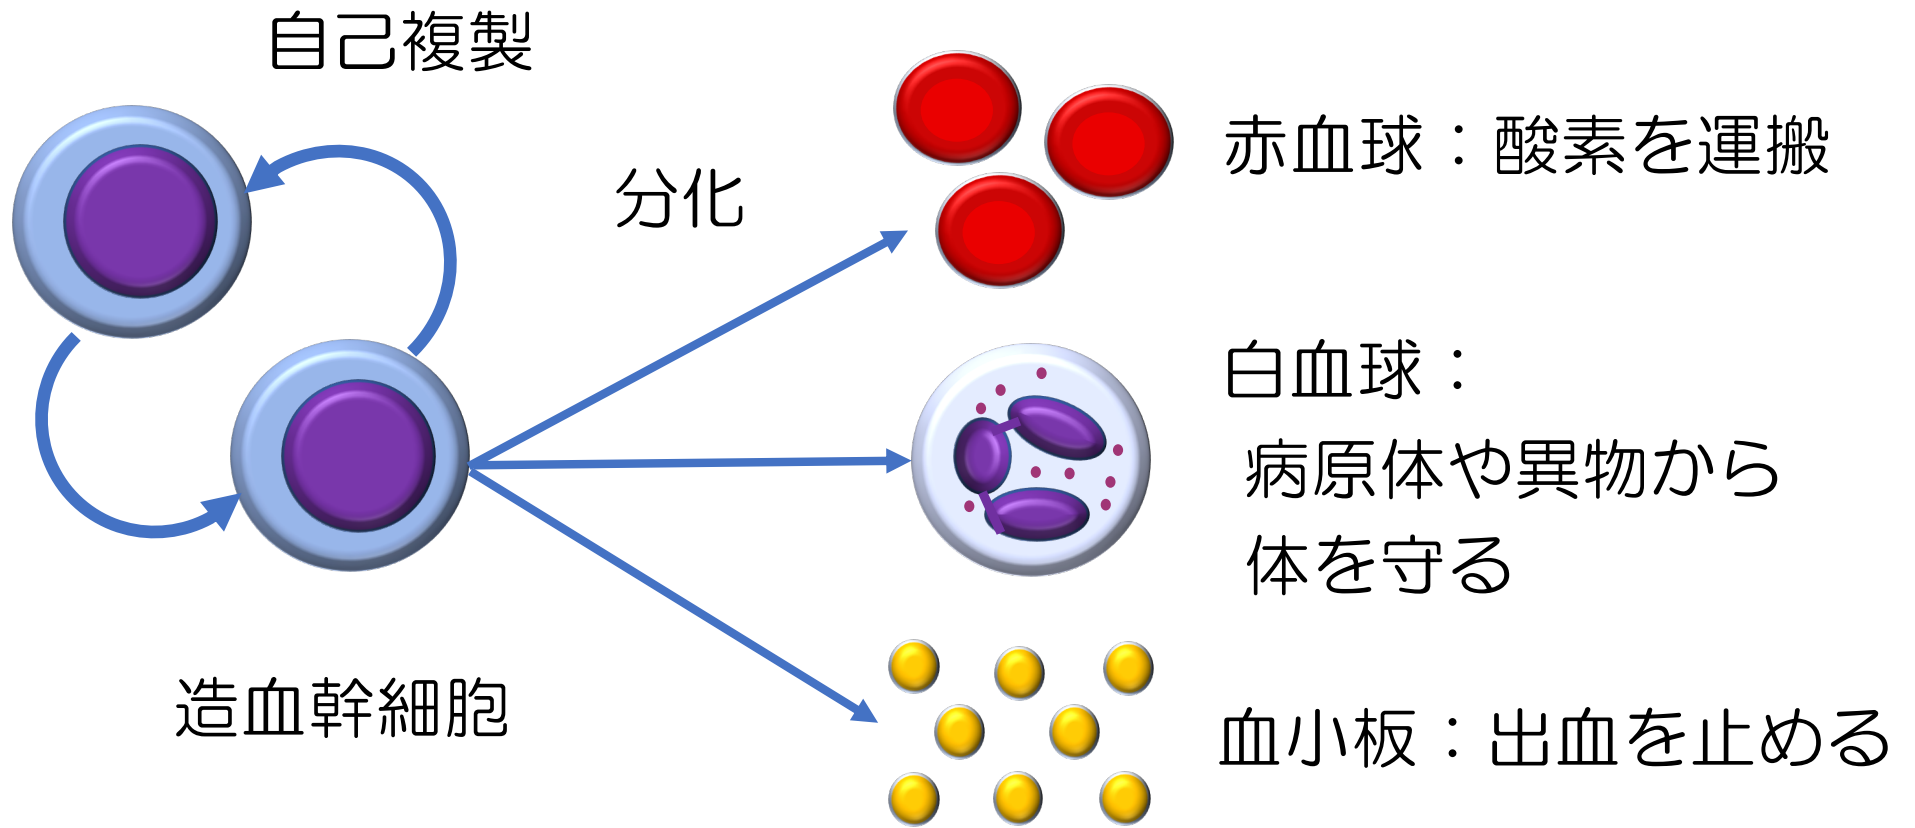 自己複製
分化
造血幹細胞
赤血球：酸素を運搬
白血球：
病原体や異物から
体を守る
血小板：出血を止める